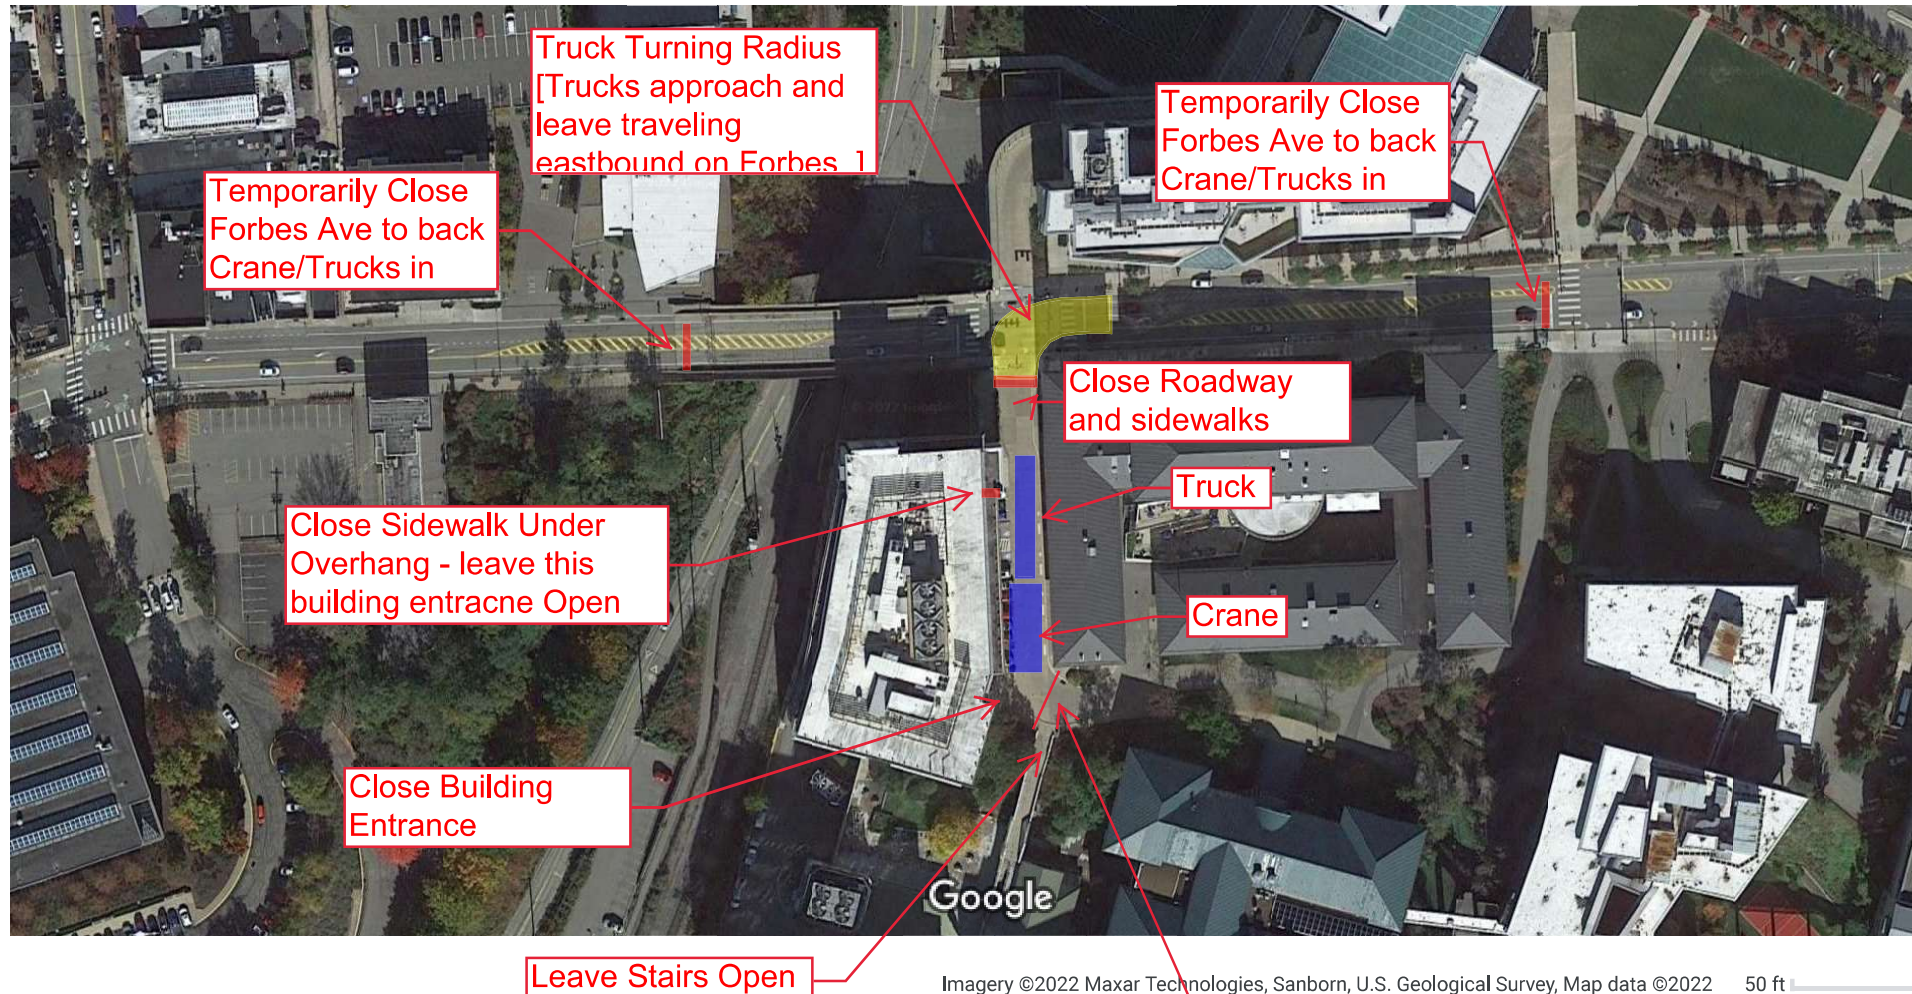 Truck Turning Radius
[Trucks approach and
leave traveling
eastbound on Forbes ]
Temporarily Close
Forbes Ave to back
Crane/Trucks in
Temporarily Close
Forbes Ave to back
Crane/Trucks in
Close Roadway
and sidewalks
Truck
Close Sidewalk Under
Overhang - leave this
building entracne Open
Crane
Close Building
Entrance
Google
Leave Stairs Open
Imagery ©2022 Maxar Technologies, Sanborn, U.S. Geological Survey, Map data ©2022
50 ft